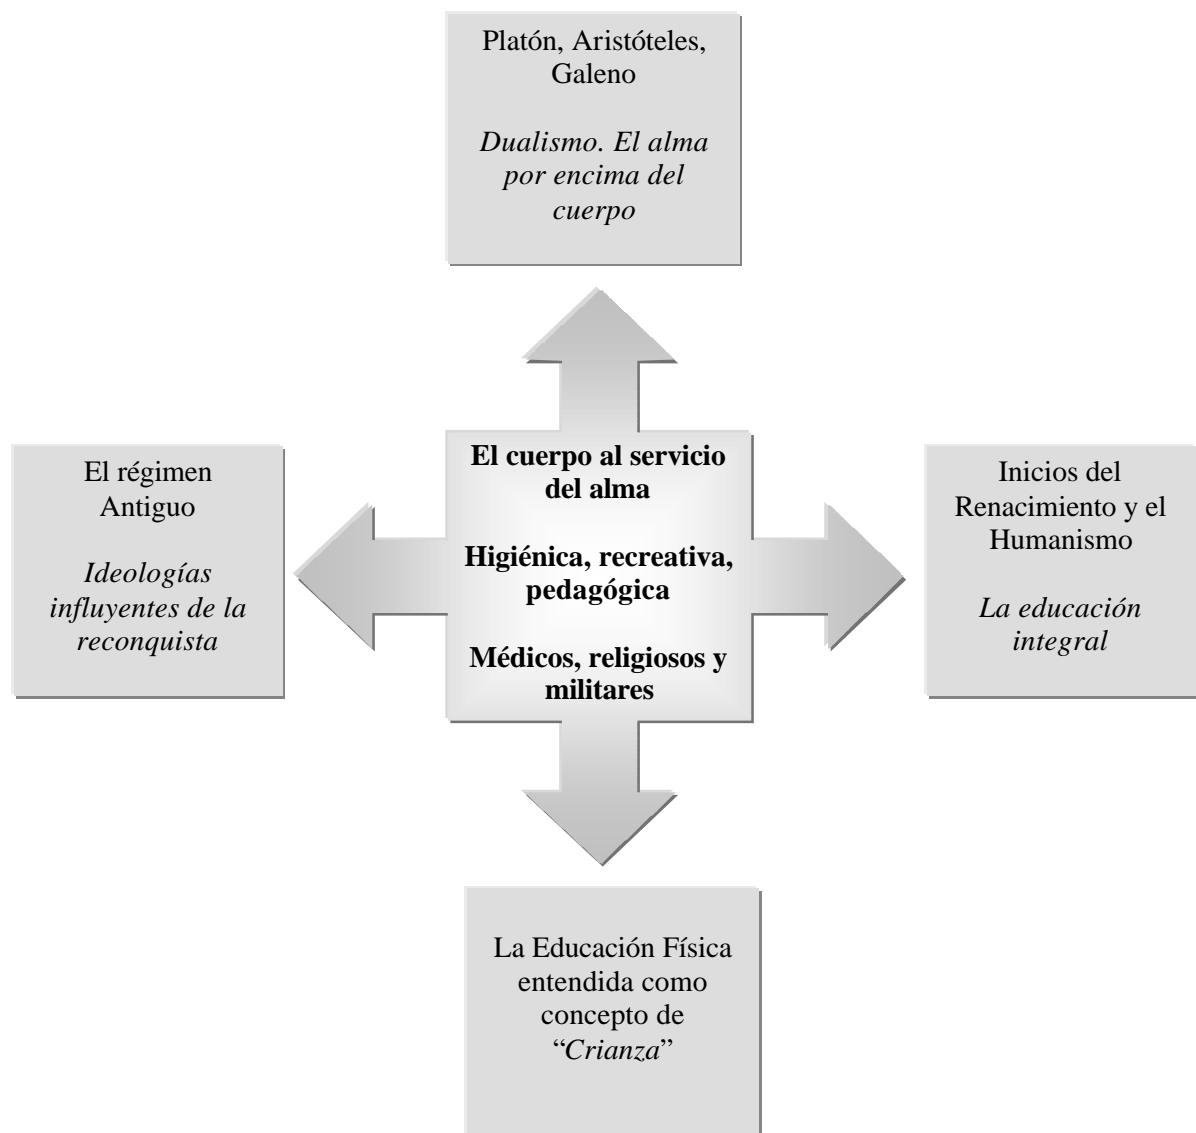 Platón, Aristóteles,
Galeno
Dualismo. El alma
por encima del
cuerpo
El régimen
Antiguo
Ideologías
influyentes de la
reconquista
El cuerpo al servicio
del alma
Higiénica, recreativa,
pedagógica
Médicos, religiosos y
militares
Inicios del
Renacimiento y el
Humanismo
La educación
integral
La Educación Física
entendida como
concepto de
“Crianza”